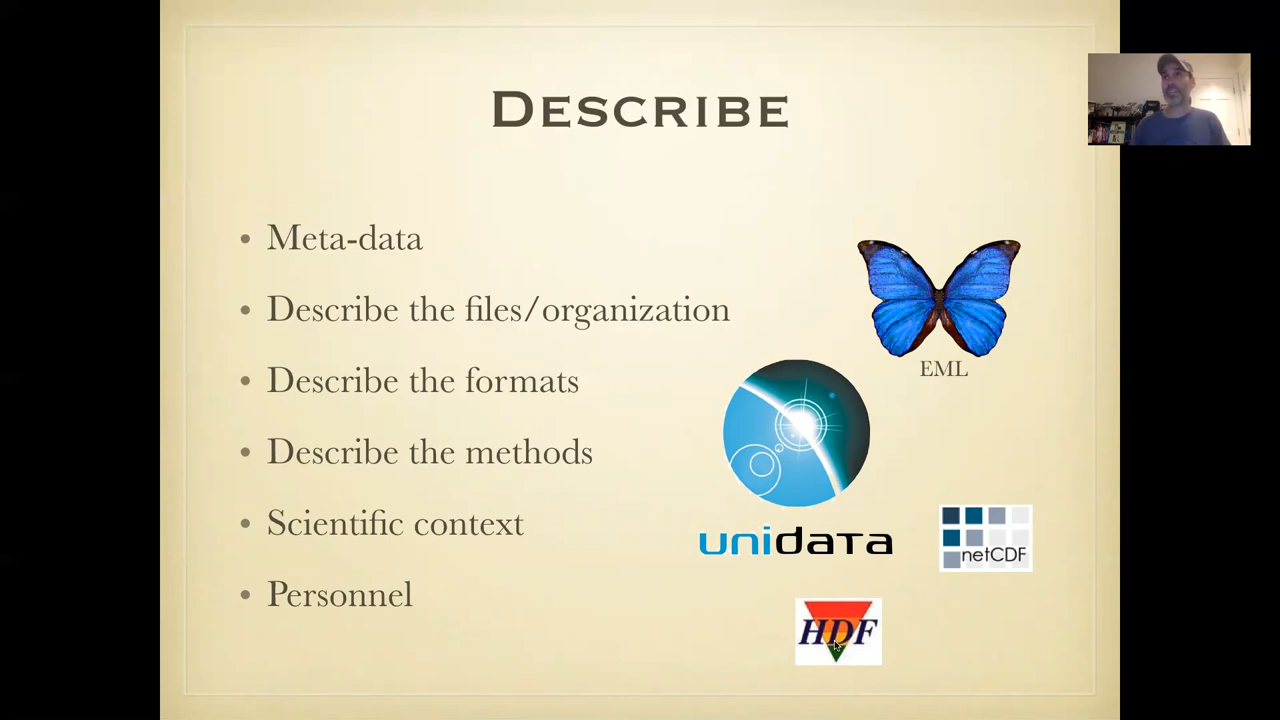 DESCRIBE
• Meta-data
• Describe the files/organization
• Describe the formats
• Describe the methods
• Scientific context
• Personnel
EML
unidata
netCDF
HDF